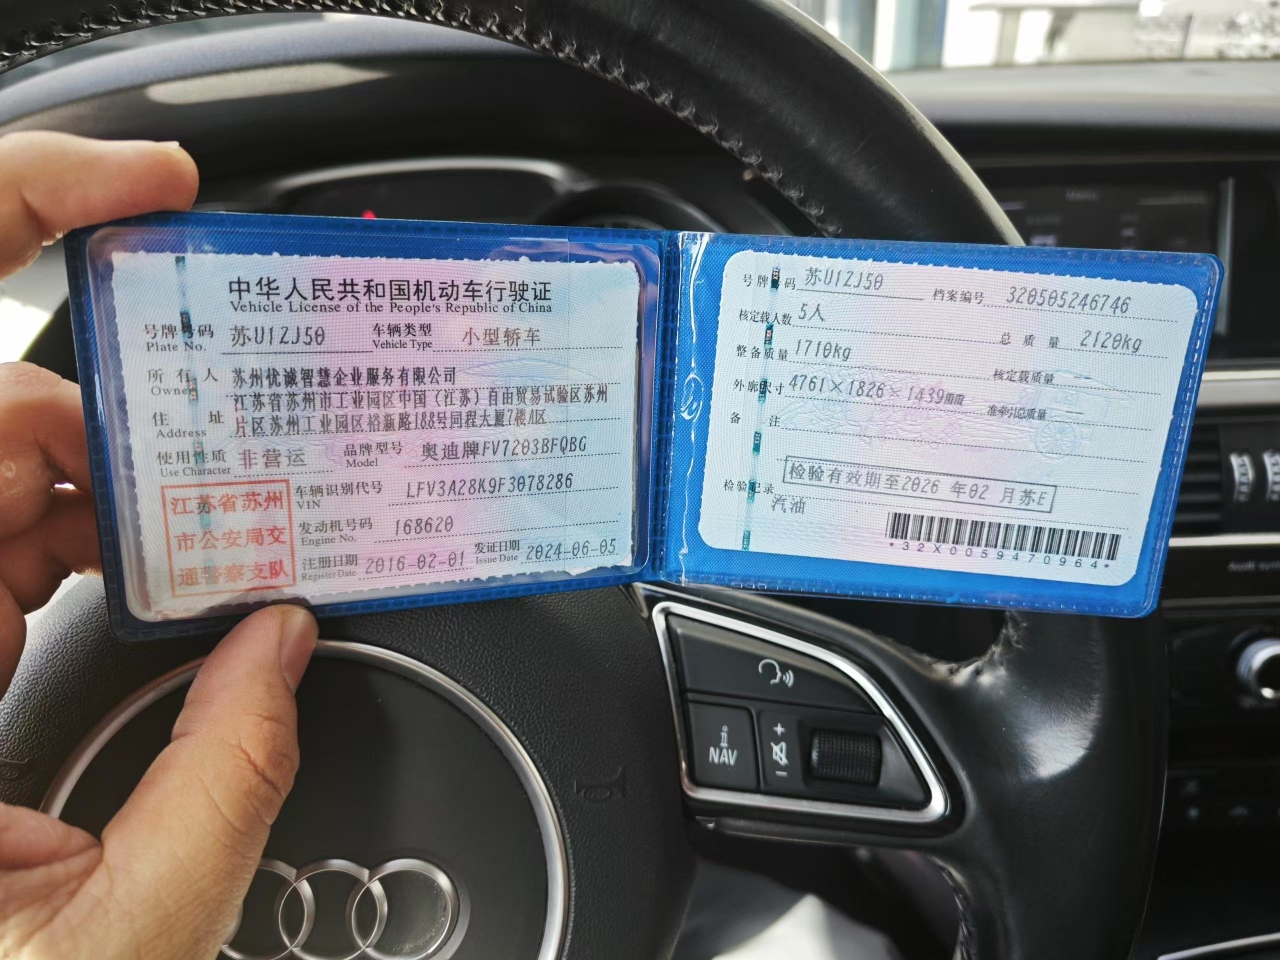 中华人民共和国机动车行驶证
Vehicle License of the People's Republic of China
号牌号码 苏U1ZJ50 车辆类型 小型轿车
Plate No. Vehicle Type
所有人 苏州优诚智慧企业服务有限公司
Owner
住址 江苏省苏州市工业园区中国(江苏)自由贸易试验区苏州
Address 片区苏州工业园区裕新路188号同程大厦7楼A区
使用性质 非营运 品牌型号 奥迪牌FV7203BFQBG
Use Character Model
江苏省苏州
市公安局交
通警察支队
车辆识别代号 LFV3A28K9F3078286
VIN
发动机号码 168620
Engine No.
注册日期 2016-02-01 发证日期 2024-06-05
Register Date Issue Date
号牌号码 苏U1ZJ50 档案编号 320505246746
核定载人数 5人 总质量 2120kg
整备质量 1710kg 核定载质量 --
外廓尺寸 4761×1826×1439 准牵引总质量 --
备注
检验有效期至2026 年02 月苏E
检验记录
汽油
*32X0059470964*
NAV
+
-